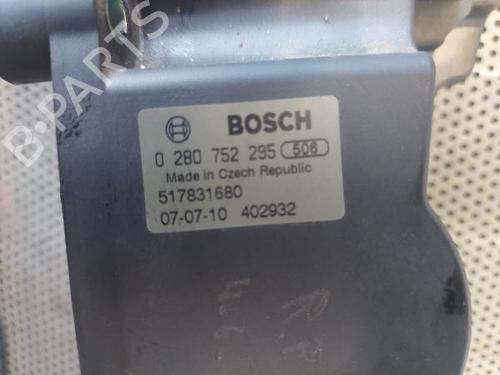 B-PARTS
BOSCH
0 280 752 295 506
Made in Czech Republic
517831680
07-07-10 402932